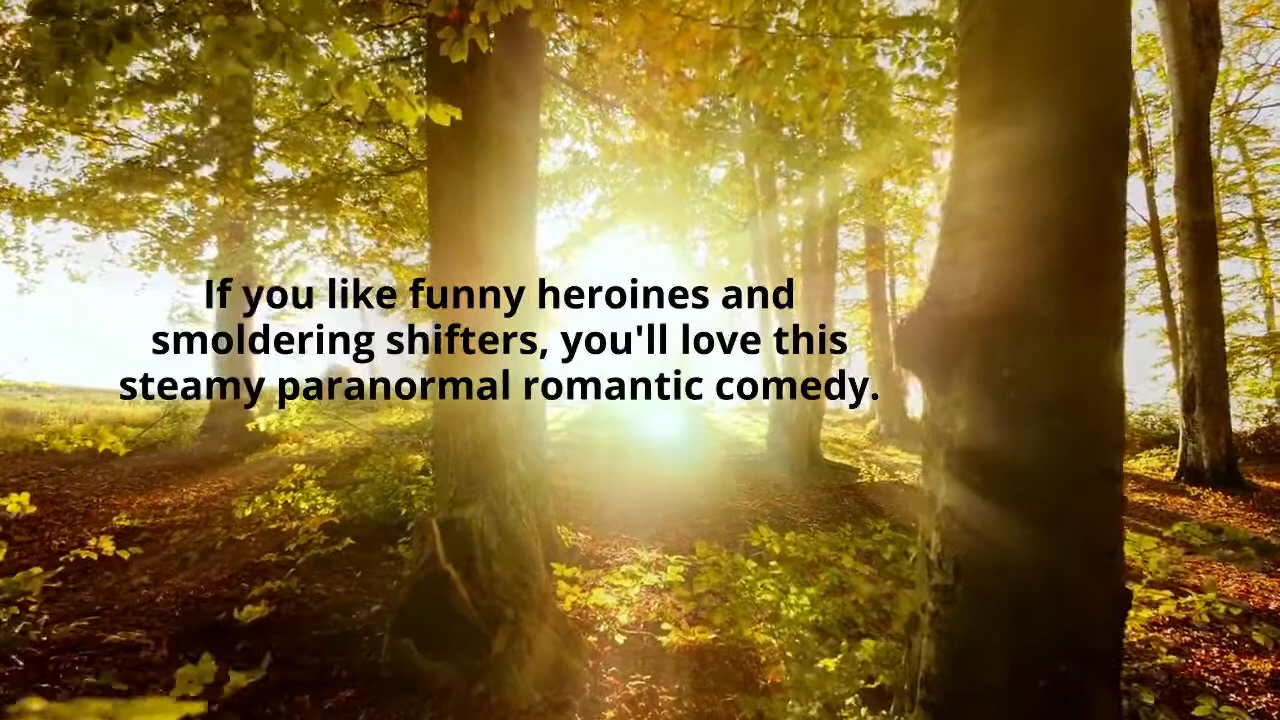 If you like funny heroines and
smoldering shifters, you'll love this
steamy paranormal romantic comedy.